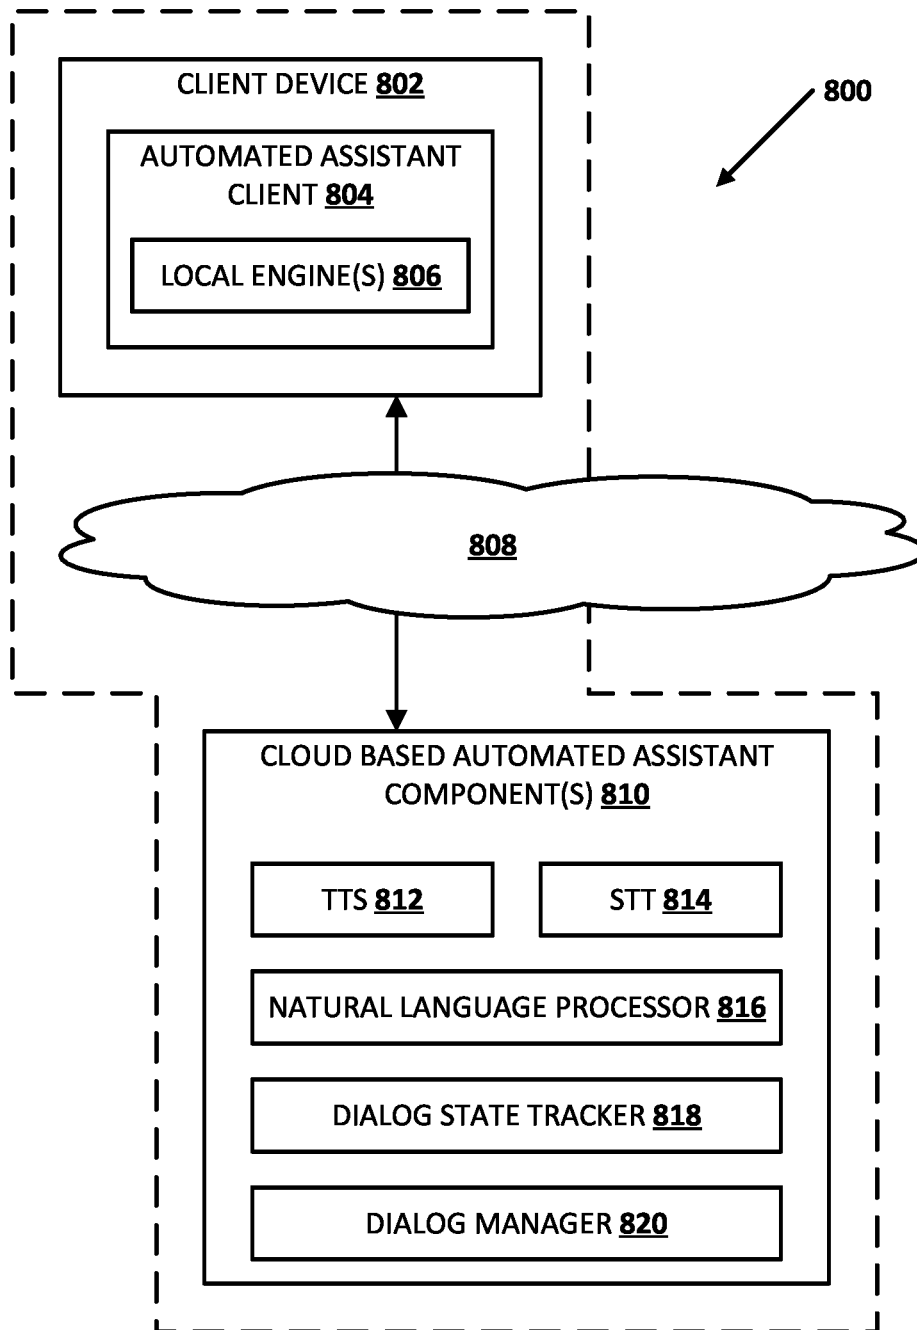 CLIENT DEVICE 802
800
AUTOMATED ASSISTANT
CLIENT 804
LOCAL ENGINE(S) 806
808
CLOUD BASED AUTOMATED ASSISTANT
COMPONENT(S) 810
TTS 812
STT 814
NATURAL LANGUAGE PROCESSOR 816
DIALOG STATE TRACKER 818
DIALOG MANAGER 820